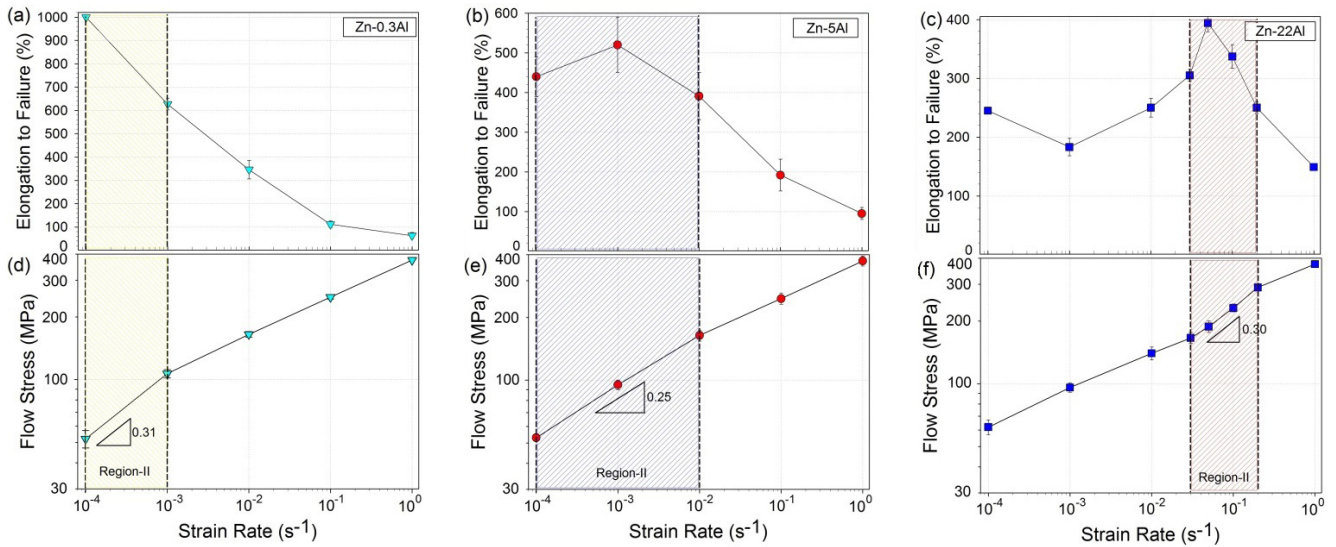 (a)
Zn-0.3Al
Elongation to Failure (%)
1000
900
800
700
600
500
400
300
200
100
0
(b)
Zn-5Al
Elongation to Failure (%)
600
500
400
300
200
100
0
(c)
Zn-22Al
Elongation to Failure (%)
400
300
200
100
0
(d)
Flow Stress (MPa)
400
300
200
100
30
0.31
Region-II
10⁻⁴ 10⁻³ 10⁻² 10⁻¹ 10⁰
Strain Rate (s⁻¹)
(e)
Flow Stress (MPa)
400
300
200
100
30
0.25
Region-II
10⁻⁴ 10⁻³ 10⁻² 10⁻¹ 10⁰
Strain Rate (s⁻¹)
(f)
Flow Stress (MPa)
400
300
200
100
30
0.30
Region-II
10⁻⁴ 10⁻³ 10⁻² 10⁻¹ 10⁰
Strain Rate (s⁻¹)